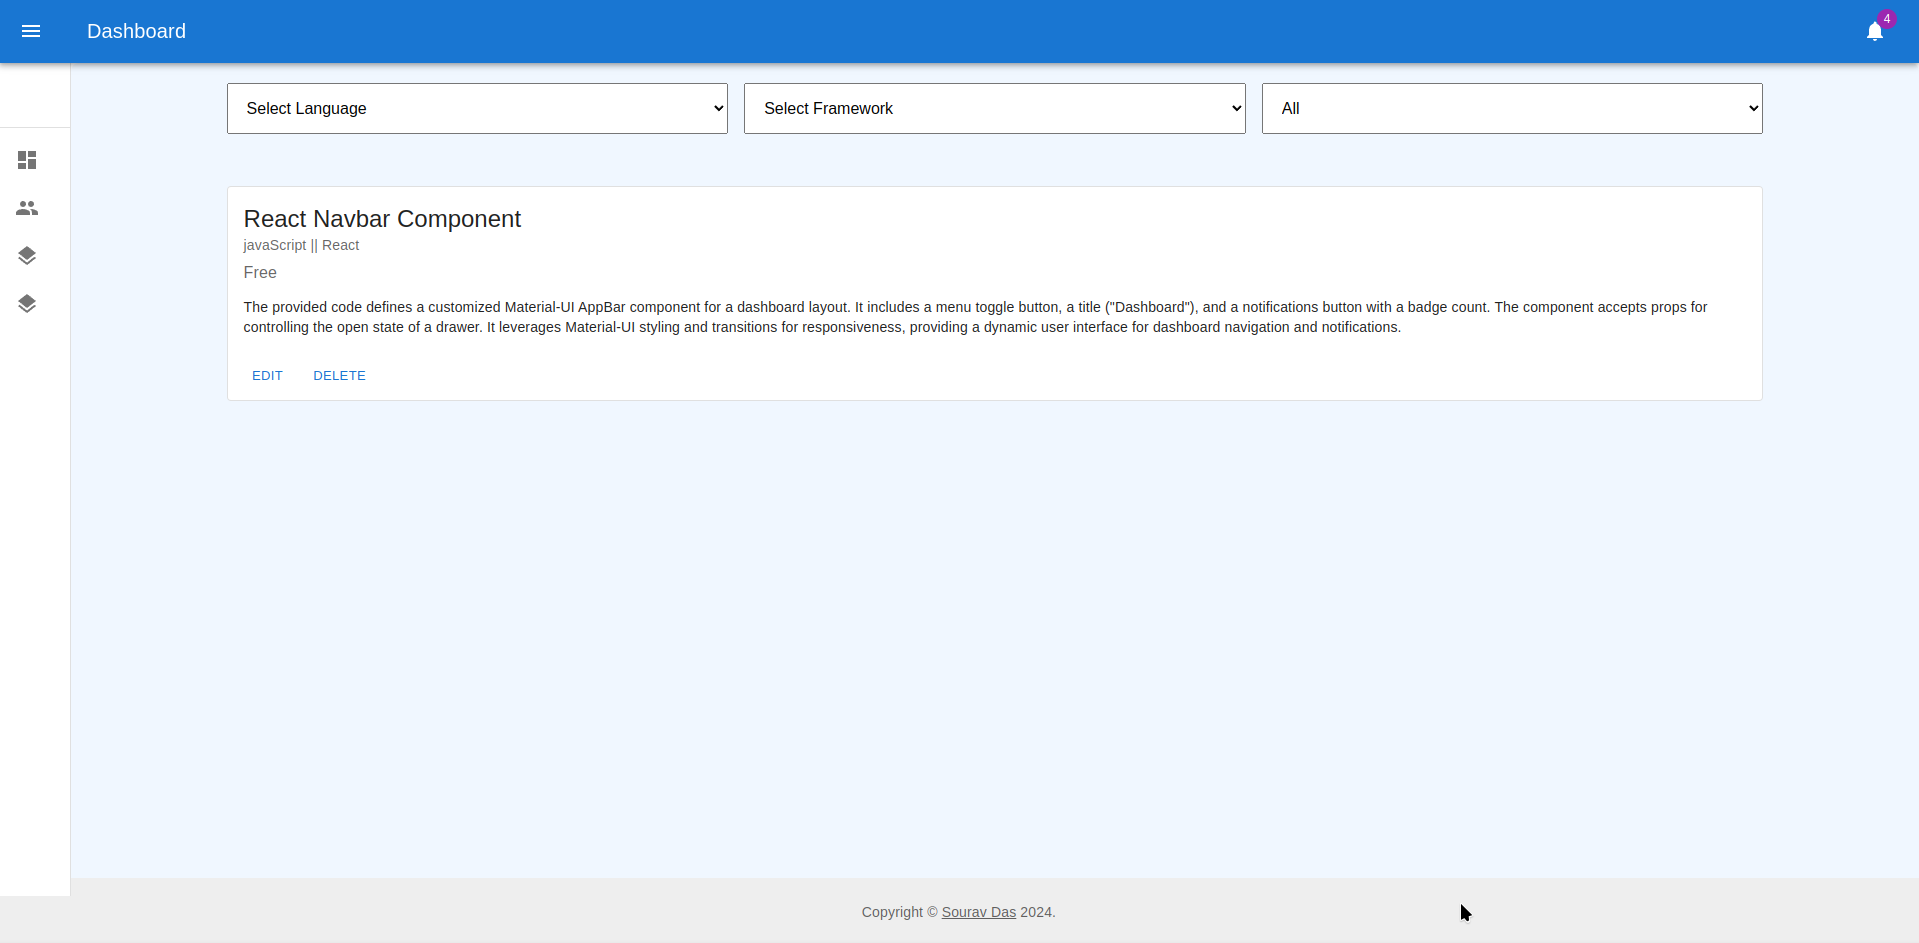 Dashboard
4
Select Language
Select Framework
All
React Navbar Component
javaScript || React
Free
The provided code defines a customized Material-UI AppBar component for a dashboard layout. It includes a menu toggle button, a title ("Dashboard"), and a notifications button with a badge count. The component accepts props for
controlling the open state of a drawer. It leverages Material-UI styling and transitions for responsiveness, providing a dynamic user interface for dashboard navigation and notifications.
EDIT
DELETE
Copyright © Sourav Das 2024.